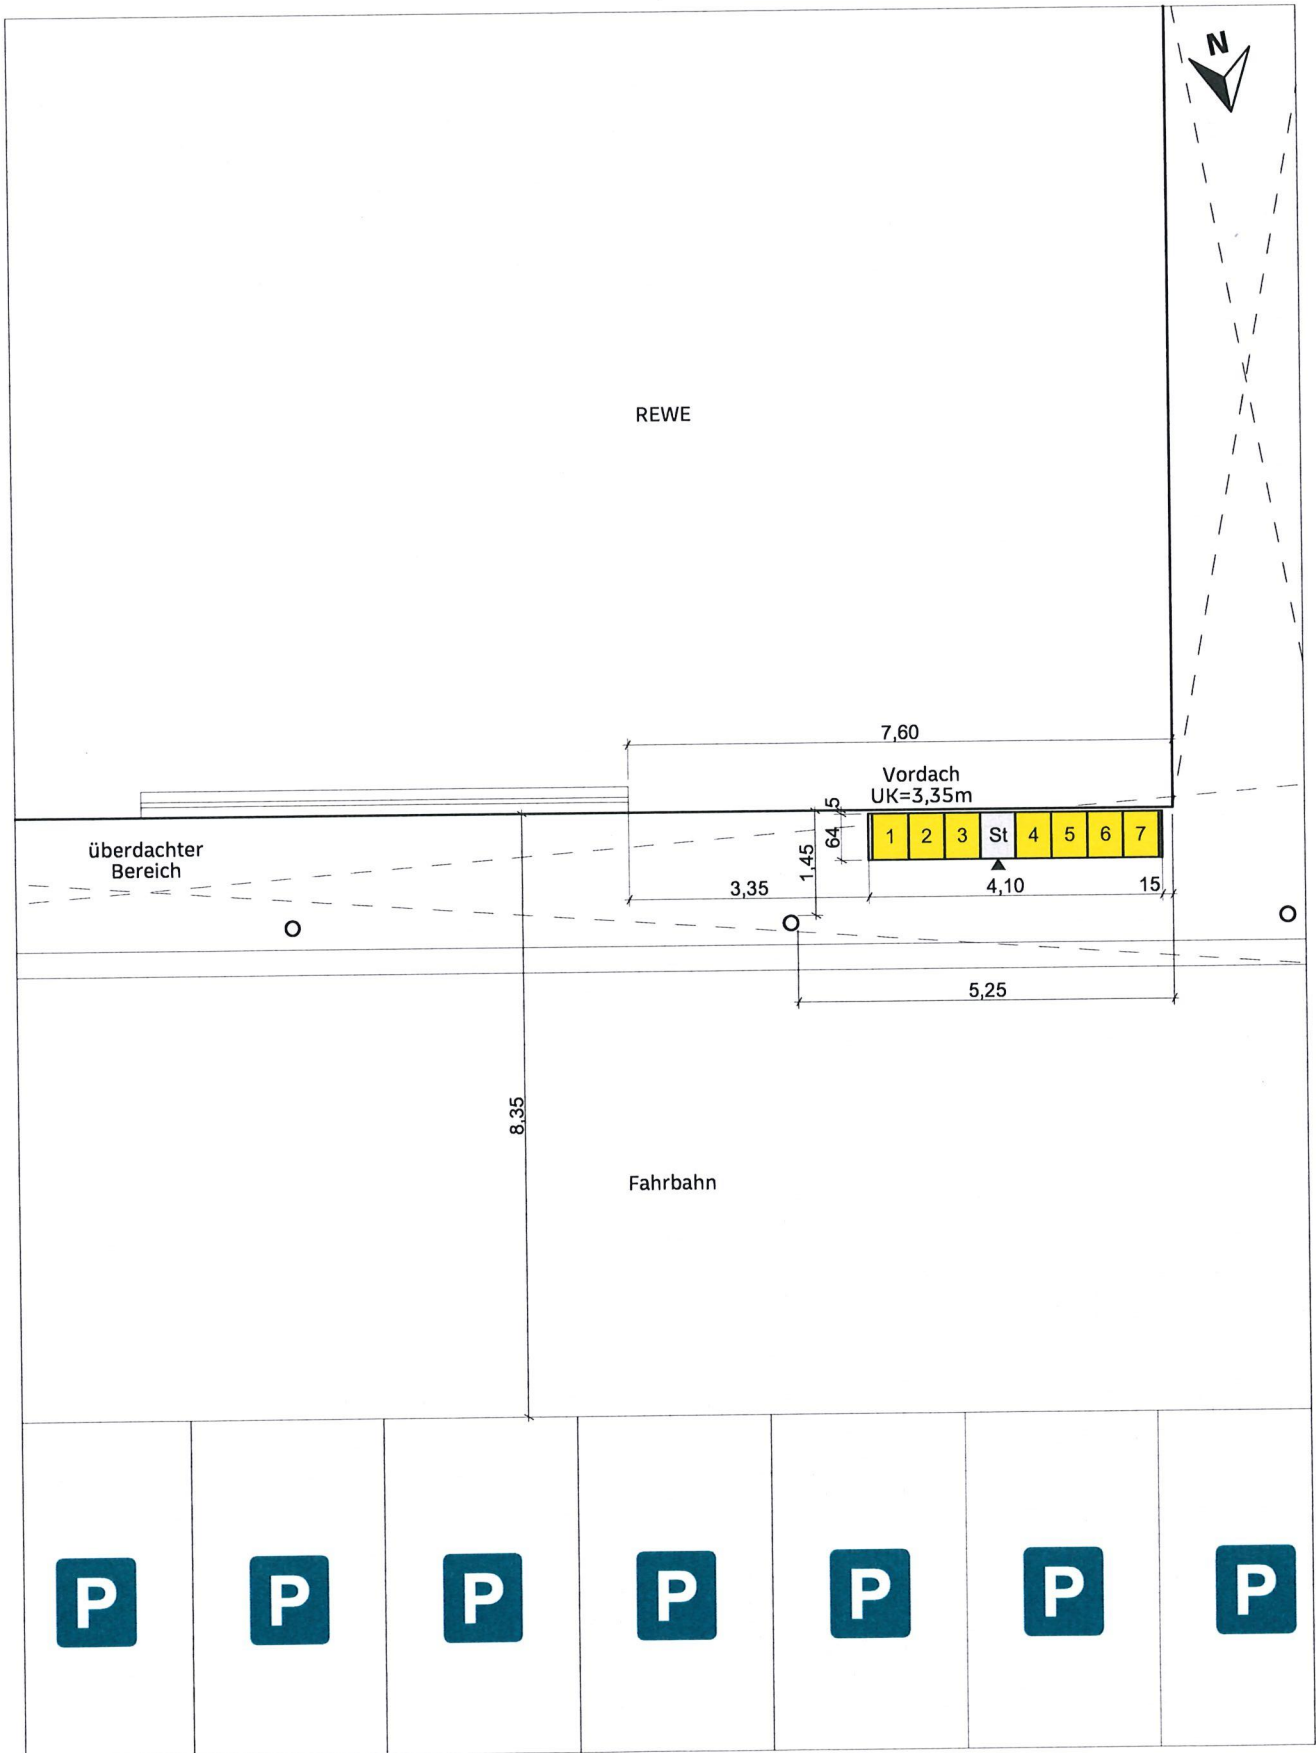 N
REWE
7,60
Vordach
UK=3,35m
5
64
1 2 3 St 4 5 6 7
überdachter
Bereich
1,45
3,35
4,10
15
5,25
8,35
Fahrbahn
P P P P P P P